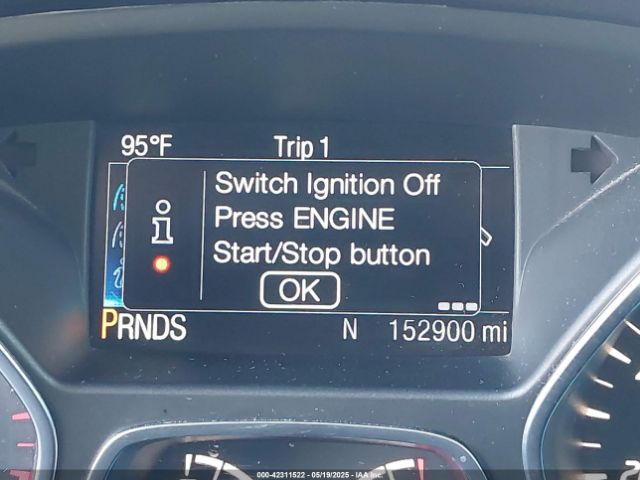 95°F Trip 1
Switch Ignition Off
Press ENGINE
Start/Stop button
OK
PRNDS N 152900 mi
000-42311522 - 05/19/2025 - IAA Inc.